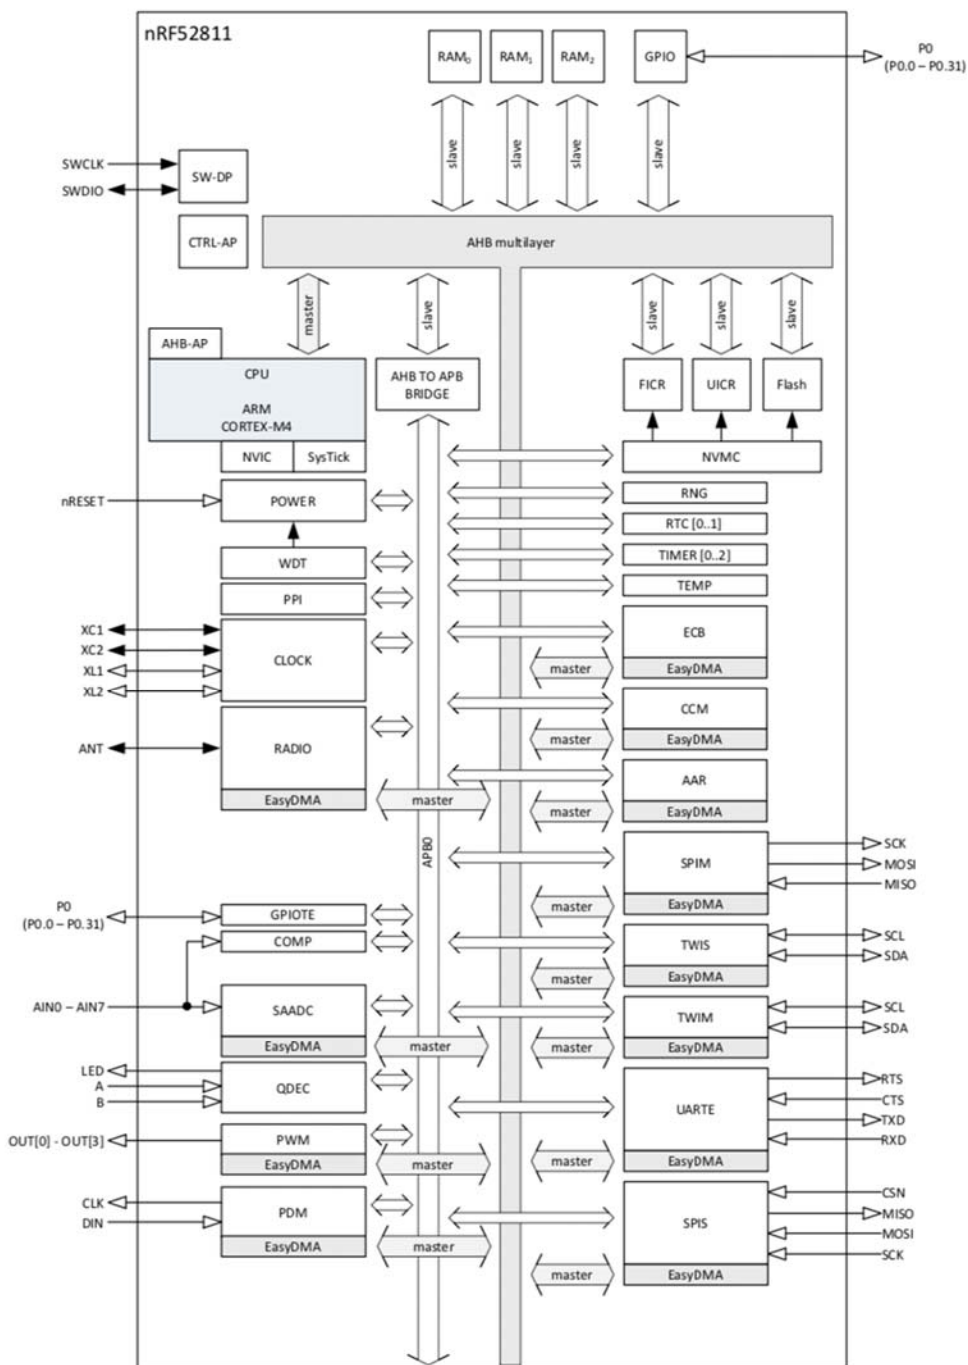 nRF52811
RAM0 RAM1 RAM2 GPIO
P0
(P0.0 – P0.31)
slave slave slave slave
SWCLK
SWDIO
SW-DP
CTRL-AP
AHB multilayer
master slave slave slave slave
AHB-AP
CPU
ARM
CORTEX-M4
NVIC SysTick
AHB TO APB
BRIDGE
FICR UICR Flash
NVMC
nRESET
POWER
RNG
RTC [0..1]
WDT
TIMER [0..2]
PPI
TEMP
XC1
XC2
XL1
XL2
CLOCK
ECB
master EasyDMA
CCM
master EasyDMA
ANT
RADIO
EasyDMA master
AAR
master EasyDMA
APB0
SPIM
master EasyDMA
SCK
MOSI
MISO
P0
(P0.0 – P0.31)
GPIOTE
COMP
TWIS
master EasyDMA
SCL
SDA
AIN0 – AIN7
SAADC
EasyDMA master
TWIM
master EasyDMA
SCL
SDA
LED
A
B
QDEC
UARTE
master EasyDMA
RTS
CTS
TXD
RXD
OUT[0] - OUT[3]
PWM
EasyDMA master
CLK
DIN
PDM
EasyDMA master
SPIS
master EasyDMA
CSN
MISO
MOSI
SCK